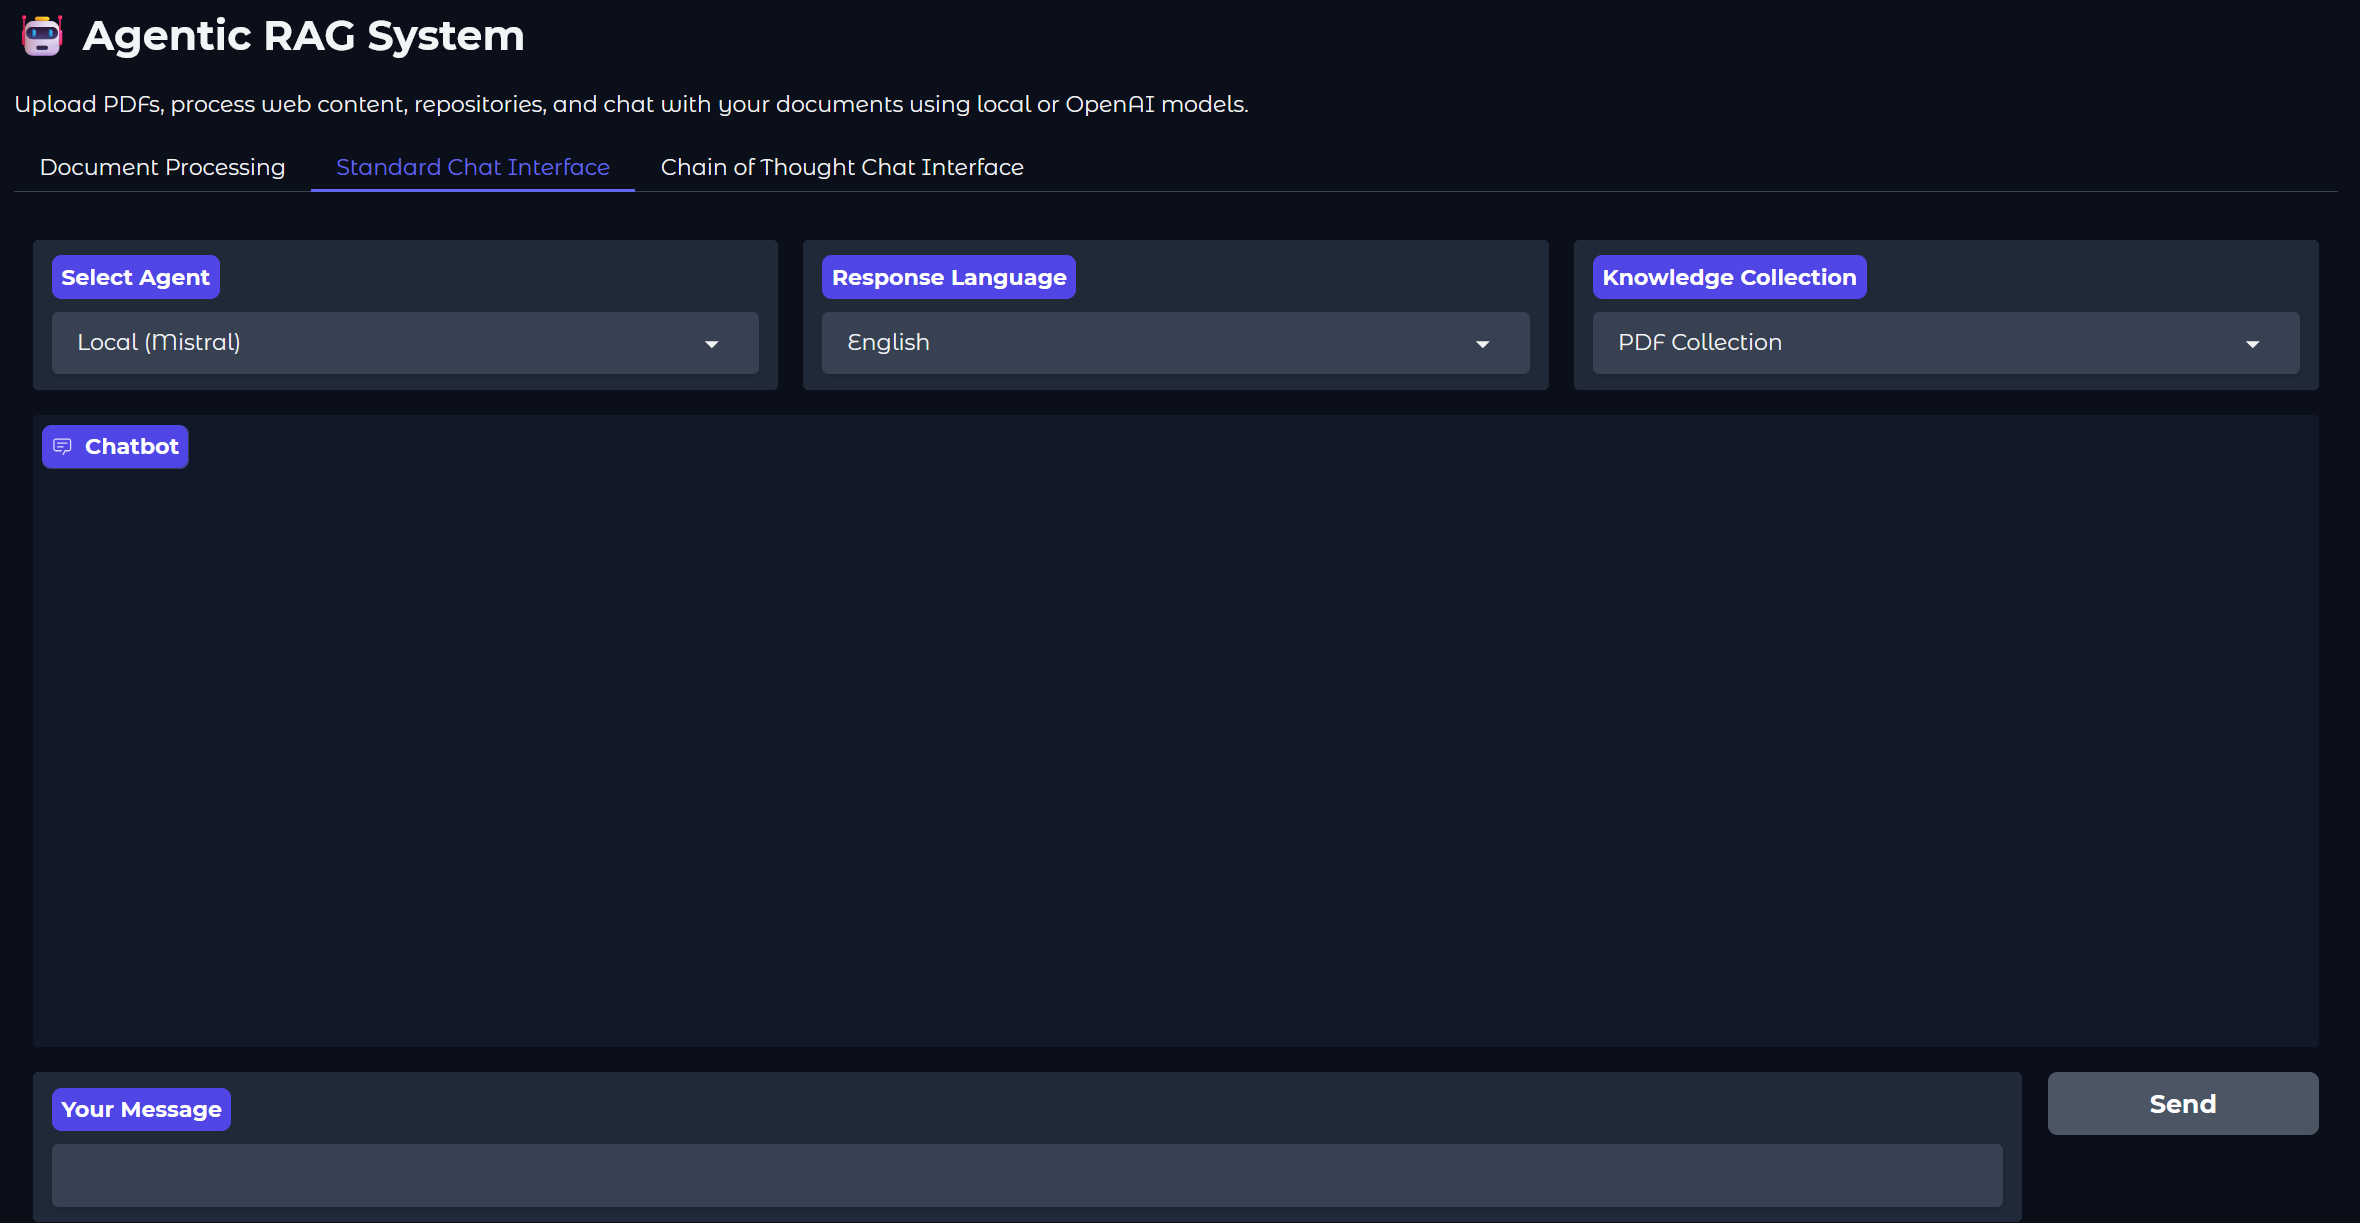 Agentic RAG System
Upload PDFs, process web content, repositories, and chat with your documents using local or OpenAI models.
Document Processing
Standard Chat Interface
Chain of Thought Chat Interface
Select Agent
Local (Mistral)
Response Language
English
Knowledge Collection
PDF Collection
Chatbot
Your Message
Send